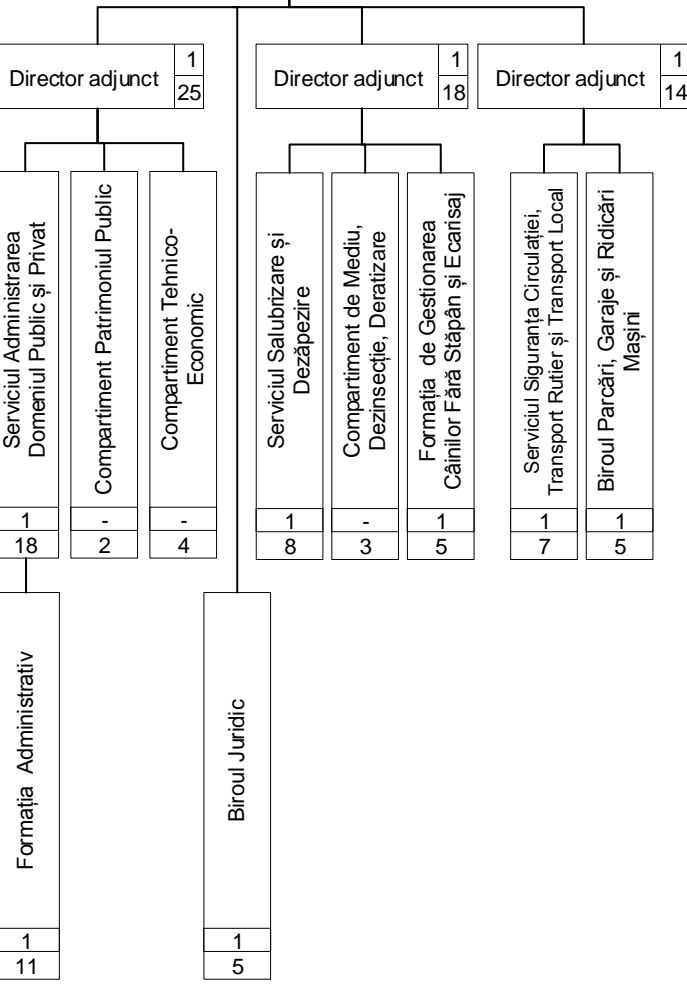 Director adjunct
1
25
Director adjunct
1
18
Director adjunct
1
14
Serviciul Administrarea
Domeniul Public și Privat
1
18
Compartiment Patrimoniul Public
-
2
Compartiment Tehnico-
Economic
-
4
Serviciul Salubrizare și
Dezăpezire
1
8
Compartiment de Mediu,
Dezinsecție, Deratizare
-
3
Formația de Gestionarea
Câinilor Fără Stăpân și Ecarisaj
1
5
Serviciul Siguranța Circulației,
Transport Rutier și Transport Local
1
7
Biroul Parcări, Garaje și Ridicări
Mașini
1
5
Formația Administrativ
1
11
Biroul Juridic
1
5